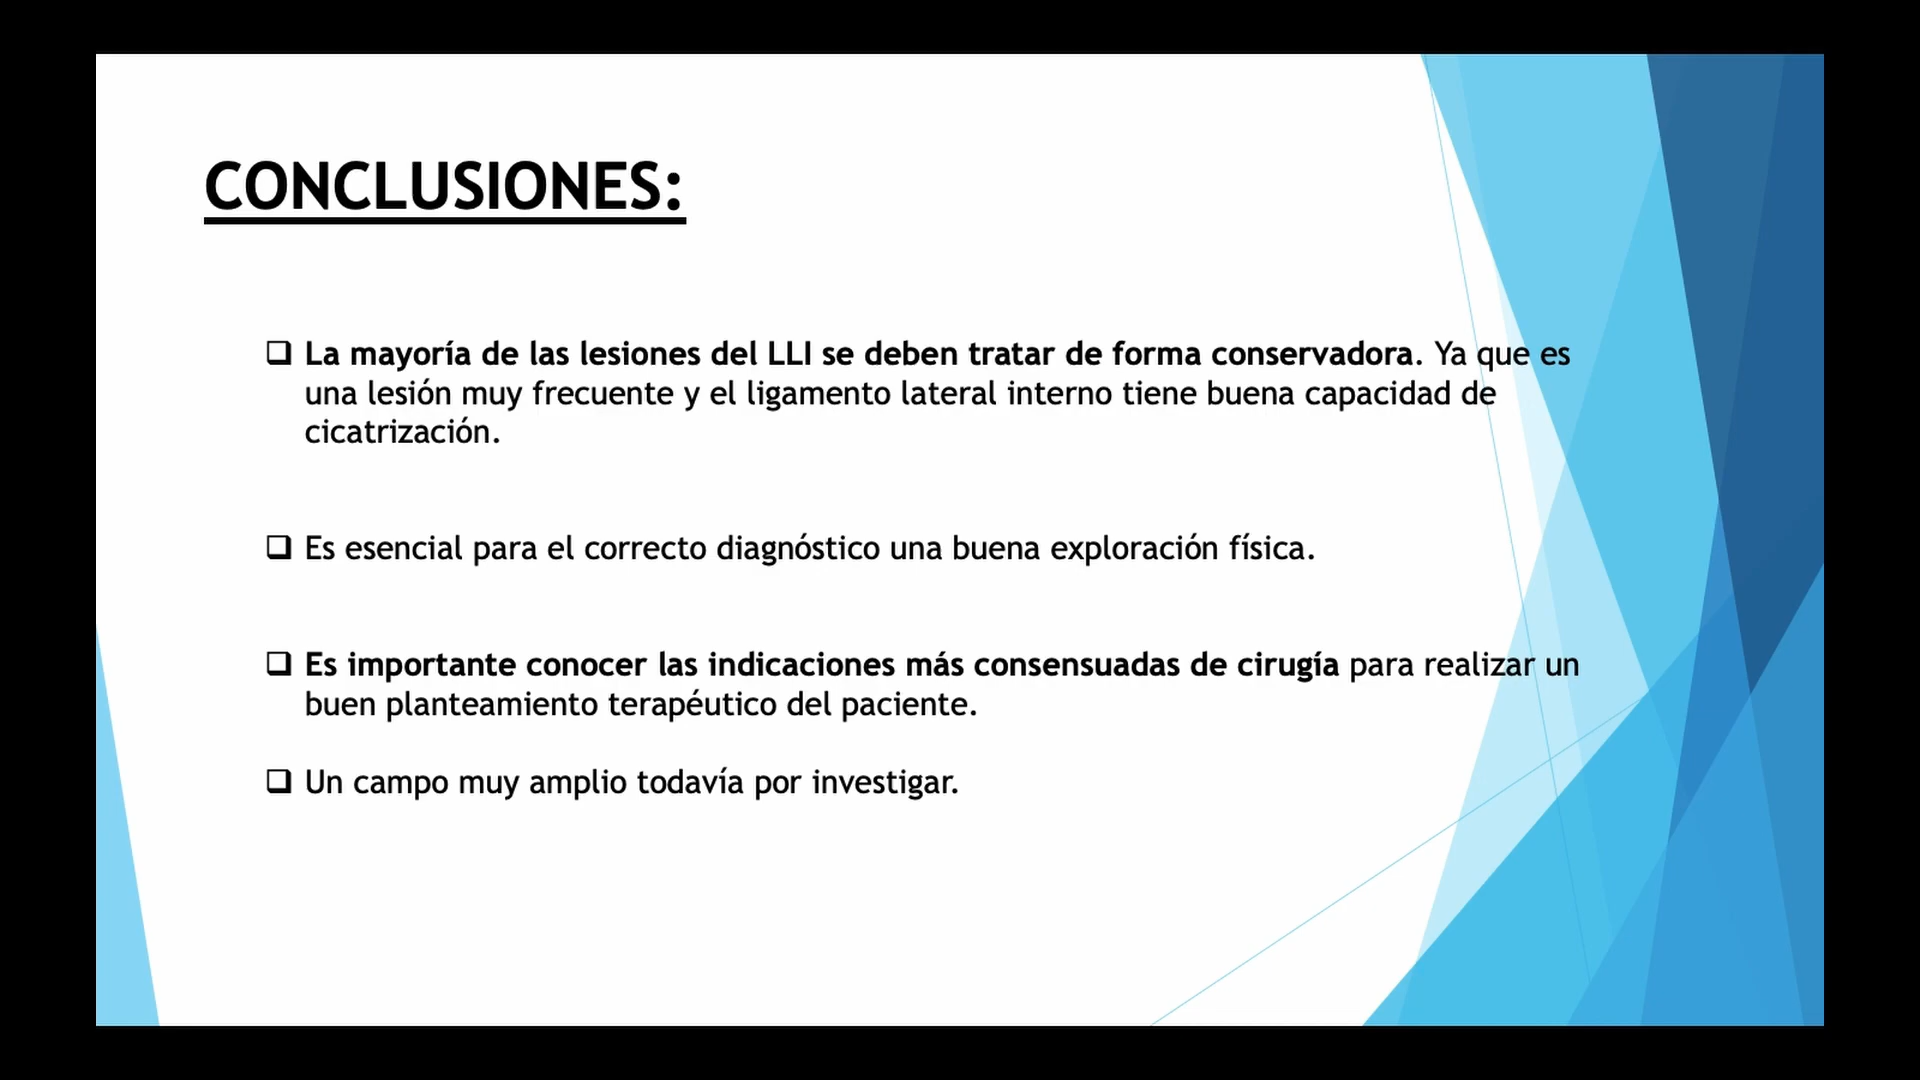 CONCLUSIONES:
❑ La mayoría de las lesiones del LLI se deben tratar de forma conservadora. Ya que es
una lesión muy frecuente y el ligamento lateral interno tiene buena capacidad de
cicatrización.
❑ Es esencial para el correcto diagnóstico una buena exploración física.
❑ Es importante conocer las indicaciones más consensuadas de cirugía para realizar un
buen planteamiento terapéutico del paciente.
❑ Un campo muy amplio todavía por investigar.